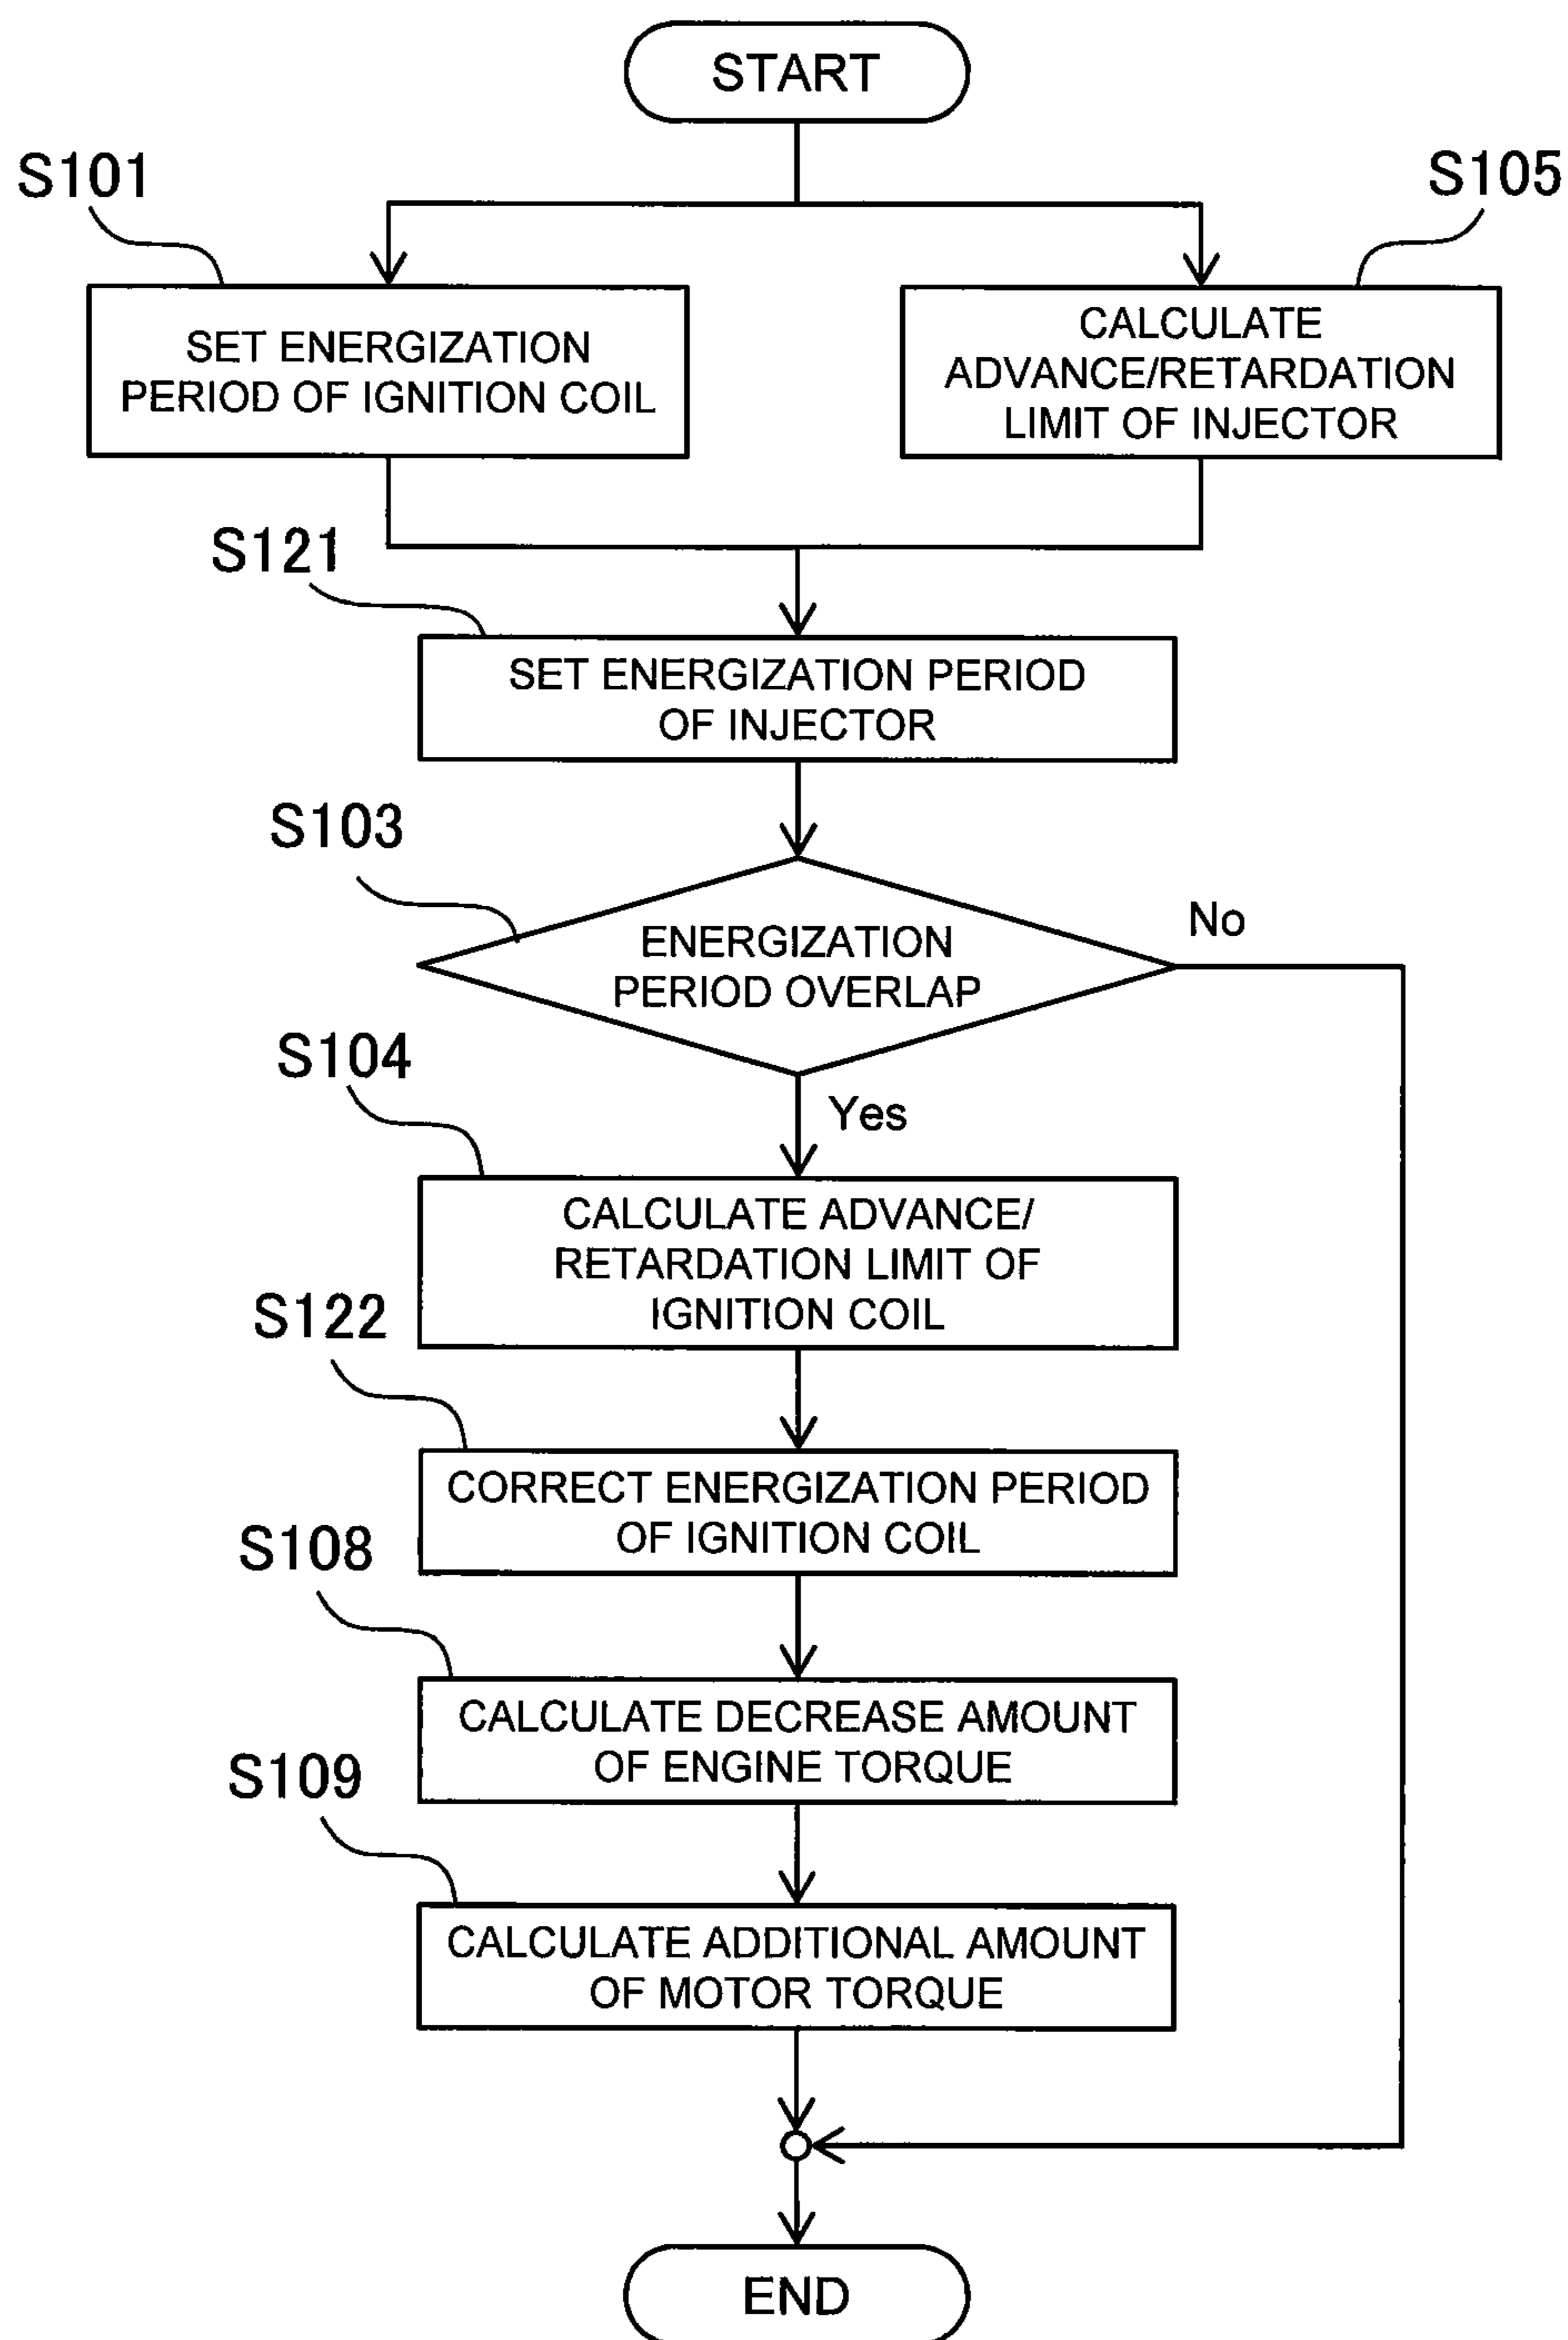 START
S101
S105
SET ENERGIZATION
PERIOD OF IGNITION COIL
CALCULATE
ADVANCE/RETARDATION
LIMIT OF INJECTOR
S121
SET ENERGIZATION PERIOD
OF INJECTOR
S103
ENERGIZATION
PERIOD OVERLAP
No
S104
Yes
CALCULATE ADVANCE/
RETARDATION LIMIT OF
IGNITION COIL
S122
CORRECT ENERGIZATION PERIOD
OF IGNITION COIL
S108
CALCULATE DECREASE AMOUNT
OF ENGINE TORQUE
S109
CALCULATE ADDITIONAL AMOUNT
OF MOTOR TORQUE
END